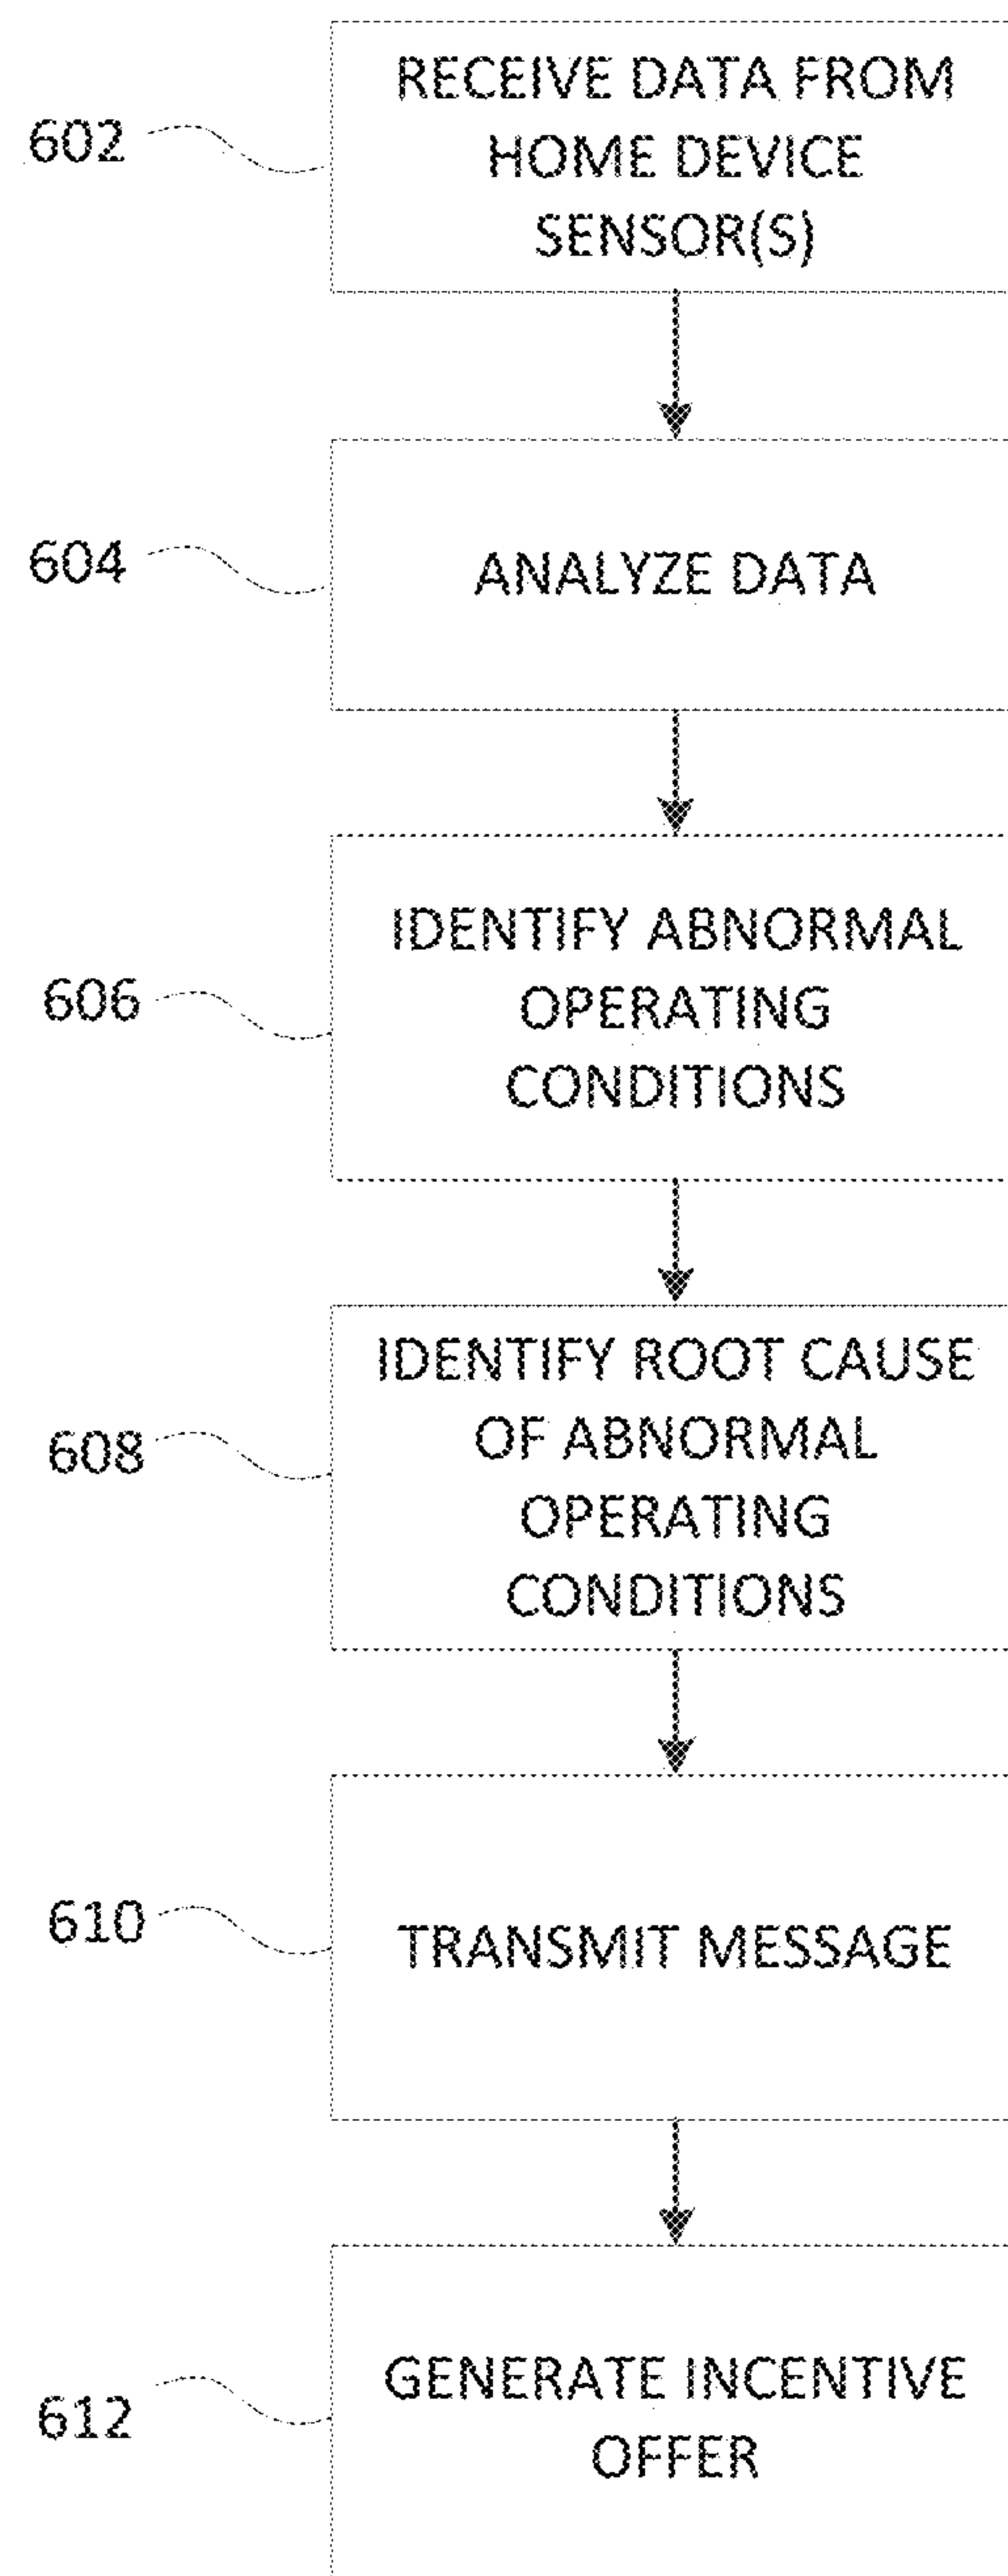 RECEIVE DATA FROM
HOME DEVICE
SENSOR(S)
602
ANALYZE DATA
604
IDENTIFY ABNORMAL
OPERATING
CONDITIONS
606
IDENTIFY ROOT CAUSE
OF ABNORMAL
OPERATING
CONDITIONS
608
TRANSMIT MESSAGE
610
GENERATE INCENTIVE
OFFER
612